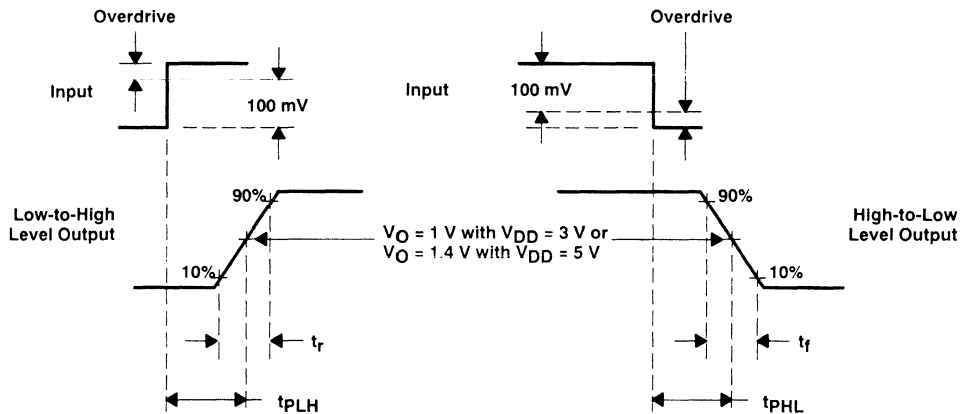 Overdrive
Overdrive
Input
100 mV
Input
100 mV
Low-to-High
Level Output
90%
10%
V_O = 1 V with V_DD = 3 V or
V_O = 1.4 V with V_DD = 5 V
90%
10%
High-to-Low
Level Output
t_r
t_f
t_PLH
t_PHL